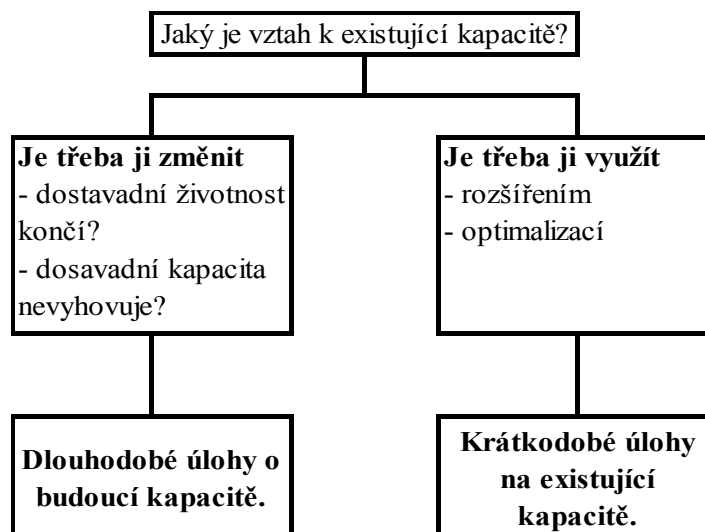 Jaký je vztah k existující kapacitě?
Je třeba ji změnit
- dostavadní životnost
končí?
- dosavadní kapacita
nevyhovuje?
Je třeba ji využít
- rozšířením
- optimalizací
Dlouhodobé úlohy o
budoucí kapacitě.
Krátkodobé úlohy
na existující
kapacitě.